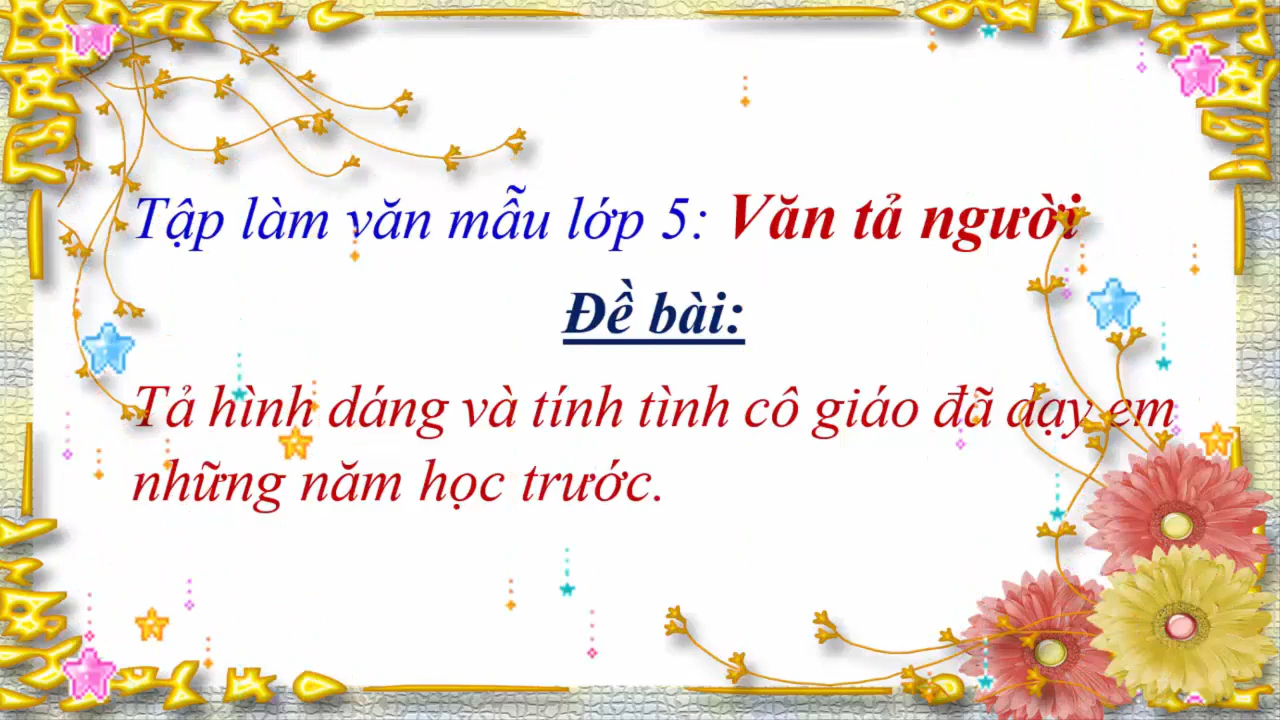 Tập làm văn mẫu lớp 5: Văn tả người
Đề bài:
Tả hình dáng và tính tình cô giáo đã dạy em
những năm học trước.